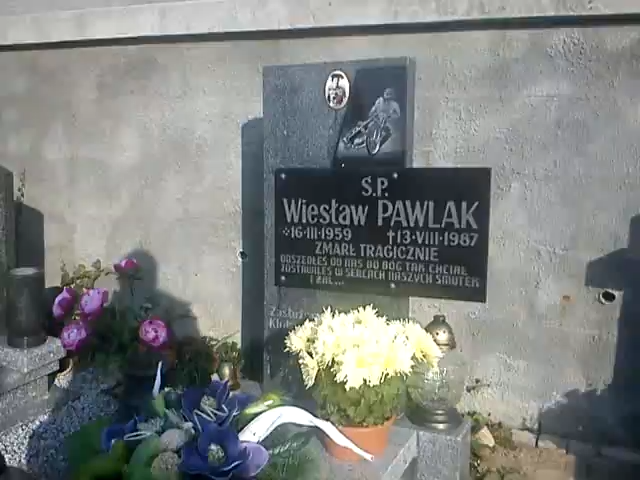 Ś.P.
Wiesław PAWLAK
16-III-1959 †13-VIII-1987
ZMARŁ TRAGICZNIE
ODSZEDŁEŚ OD NAS BO BÓG TAK CHCIAŁ
ZOSTAWIŁEŚ W SERCACH NASZYCH SMUTEK
I ŻAL...